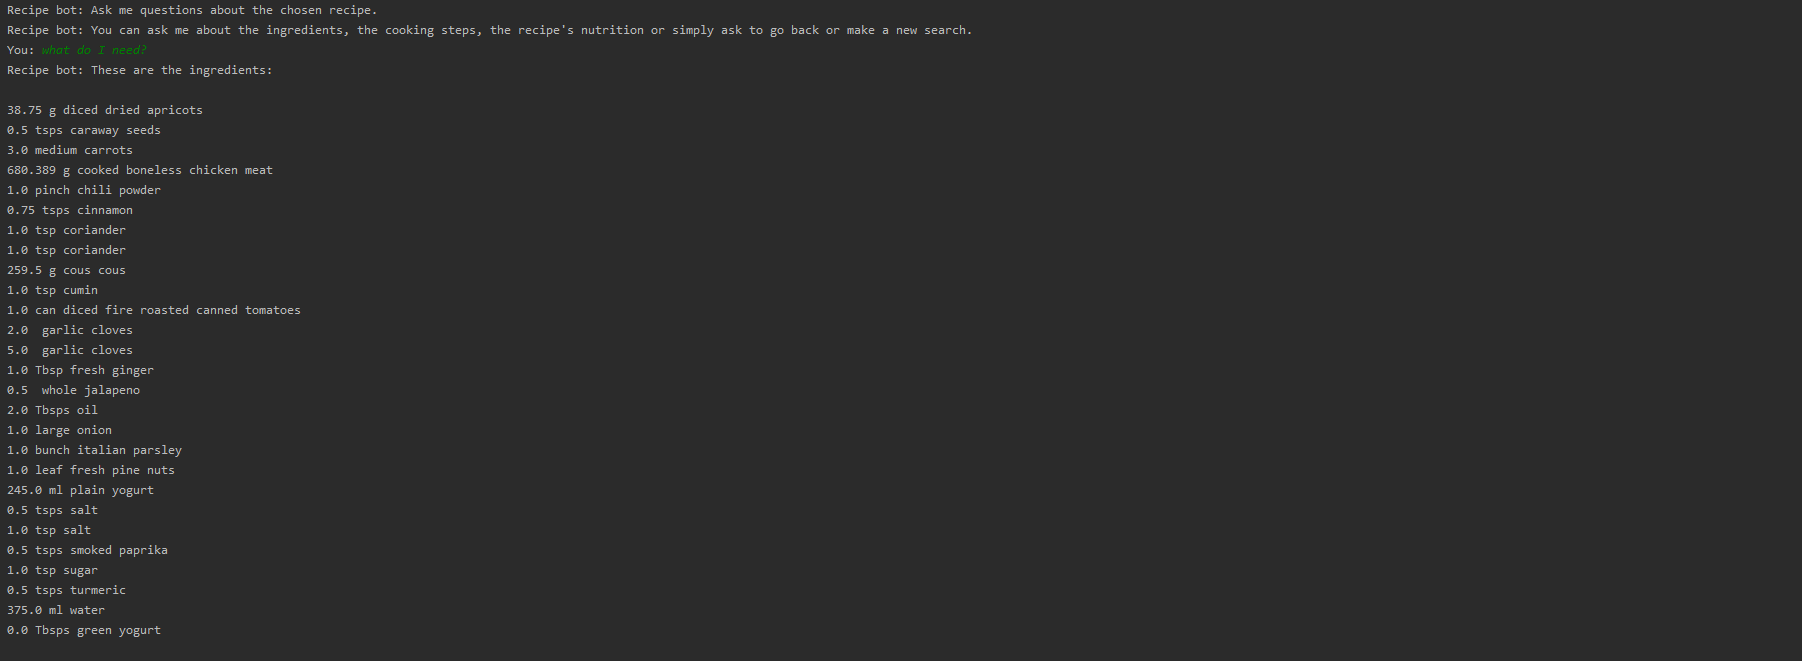 Recipe bot: Ask me questions about the chosen recipe.
Recipe bot: You can ask me about the ingredients, the cooking steps, the recipe's nutrition or simply ask to go back or make a new search.
You: what do I need?
Recipe bot: These are the ingredients:
38.75 g diced dried apricots
0.5 tsps caraway seeds
3.0 medium carrots
680.389 g cooked boneless chicken meat
1.0 pinch chili powder
0.75 tsps cinnamon
1.0 tsp coriander
1.0 tsp coriander
259.5 g cous cous
1.0 tsp cumin
1.0 can diced fire roasted canned tomatoes
2.0  garlic cloves
5.0  garlic cloves
1.0 Tbsp fresh ginger
0.5  whole jalapeno
2.0 Tbsps oil
1.0 large onion
1.0 bunch italian parsley
1.0 leaf fresh pine nuts
245.0 ml plain yogurt
0.5 tsps salt
1.0 tsp salt
0.5 tsps smoked paprika
1.0 tsp sugar
0.5 tsps turmeric
375.0 ml water
0.0 Tbsps green yogurt